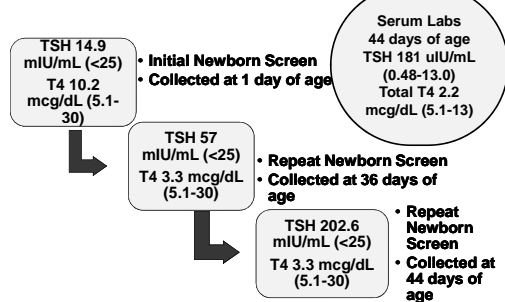 TSH 14.9
mIU/mL (<25)
T4 10.2
mcg/dL (5.1-
30)
• Initial Newborn Screen
• Collected at 1 day of age
Serum Labs
44 days of age
TSH 181 uIU/mL
(0.48-13.0)
Total T4 2.2
mcg/dL (5.1-13)
TSH 57
mIU/mL (<25)
T4 3.3 mcg/dL
(5.1-30)
• Repeat Newborn Screen
• Collected at 36 days of
age
TSH 202.6
mIU/mL (<25)
T4 3.3 mcg/dL
(5.1-30)
• Repeat
Newborn
Screen
• Collected at
44 days of
age